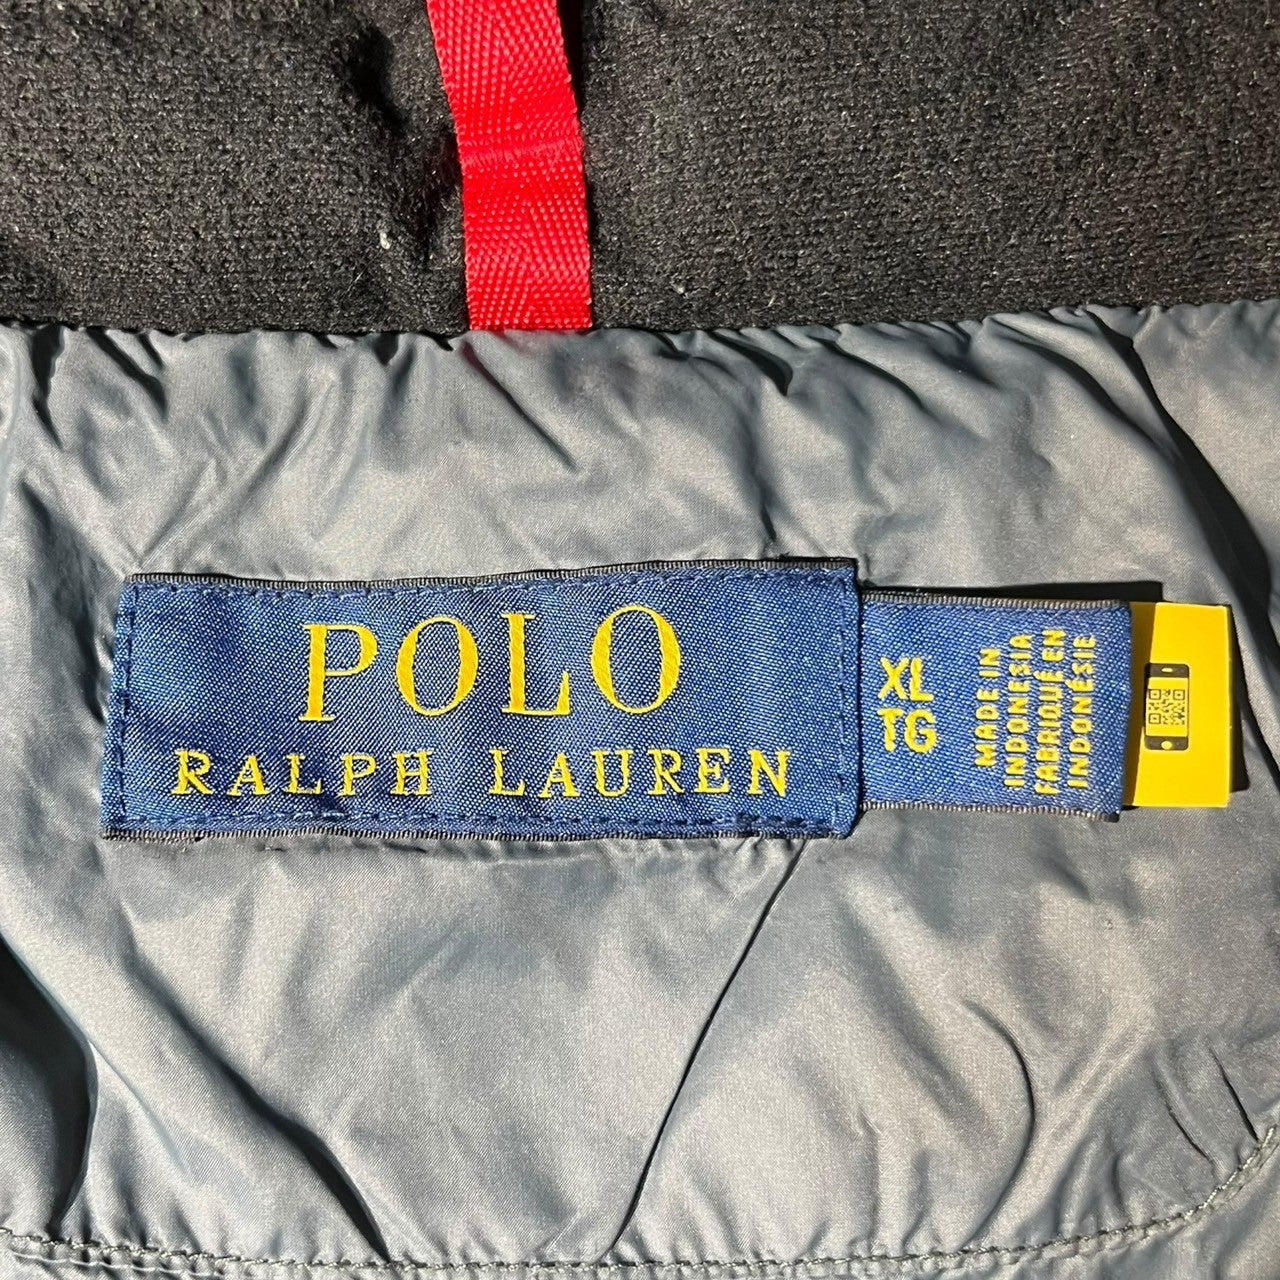 POLO
RALPH LAUREN
XL
TG
MADE IN
INDONESIA
FABRIQUÉ EN
INDONÉSIE